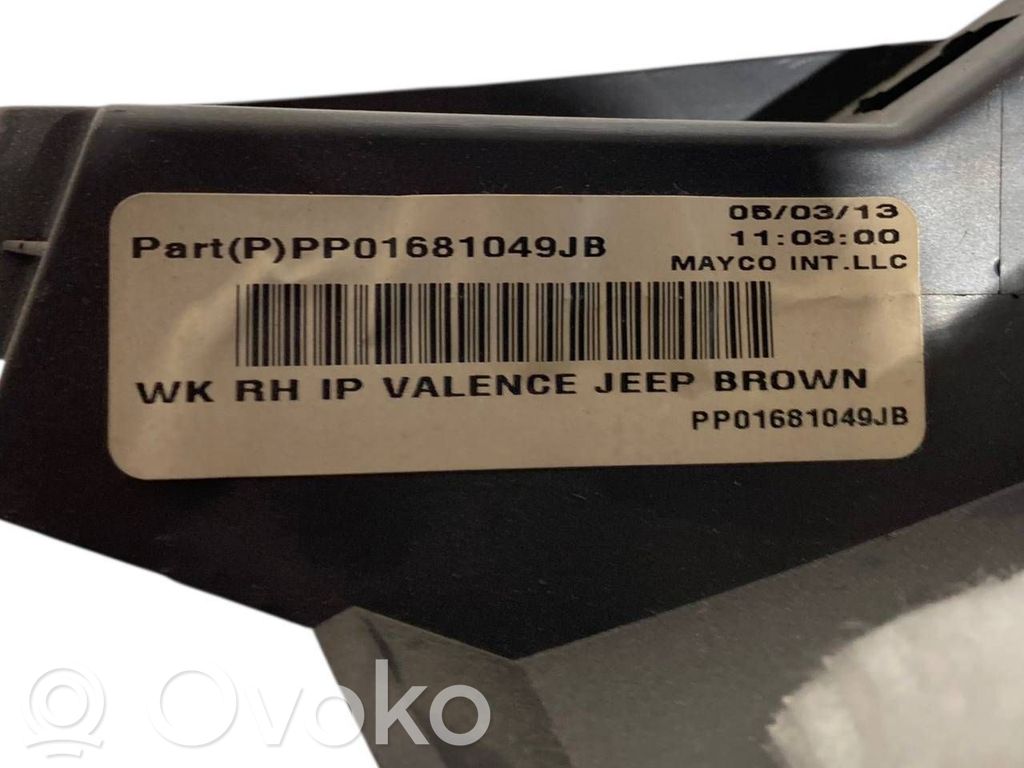 05/03/13
Part(P)PP01681049JB
11:03:00
MAYCO INT.LLC
WK RH IP VALENCE JEEP BROWN
PP01681049JB
Ovoko